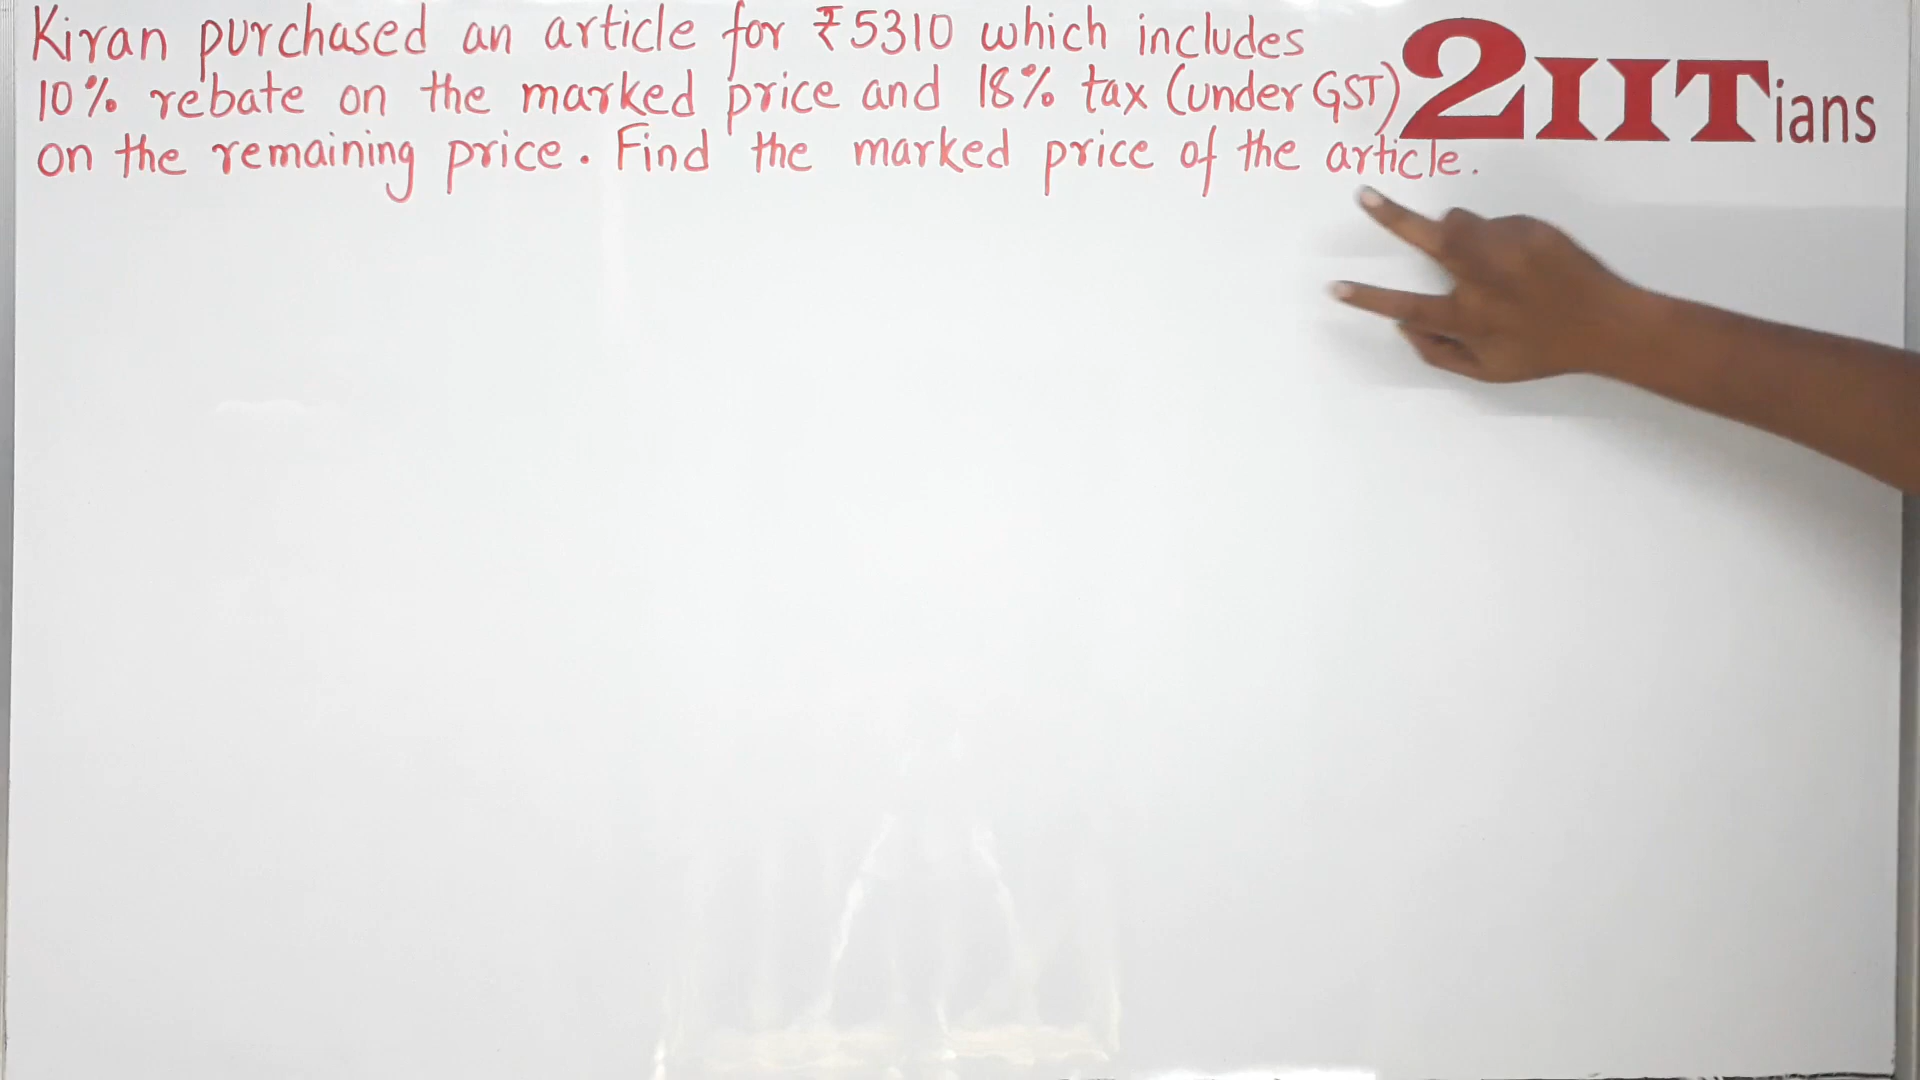 Kiran purchased an article for ₹5310 which includes
10% rebate on the marked price and 18% tax (under GST)
on the remaining price. Find the marked price of the article.
2IITians